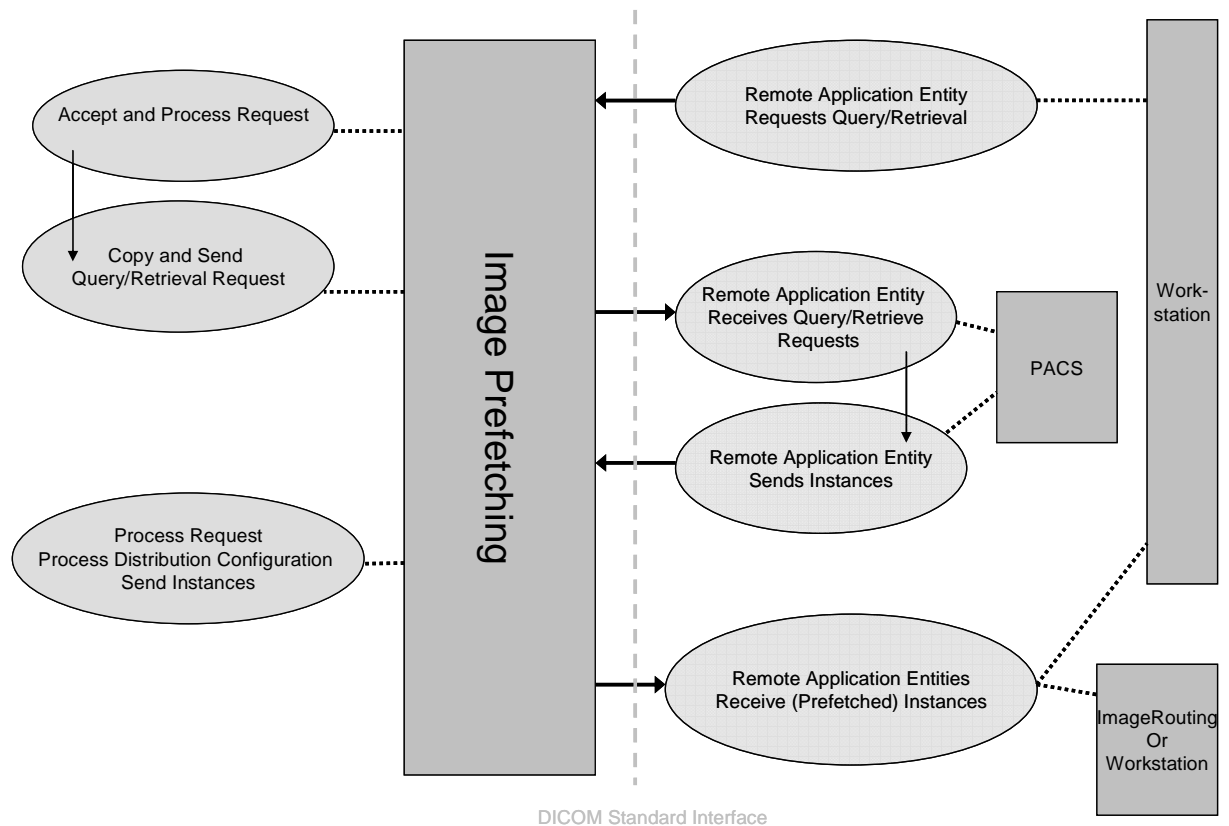 Accept and Process Request
Copy and Send
Query/Retrieval Request
Process Request
Process Distribution Configuration
Send Instances
Image Prefetching
Remote Application Entity
Requests Query/Retrieval
Remote Application Entity
Receives Query/Retrieve
Requests
Remote Application Entity
Sends Instances
Remote Application Entities
Receive (Prefetched) Instances
PACS
Work-
station
ImageRouting
Or
Workstation
DICOM Standard Interface